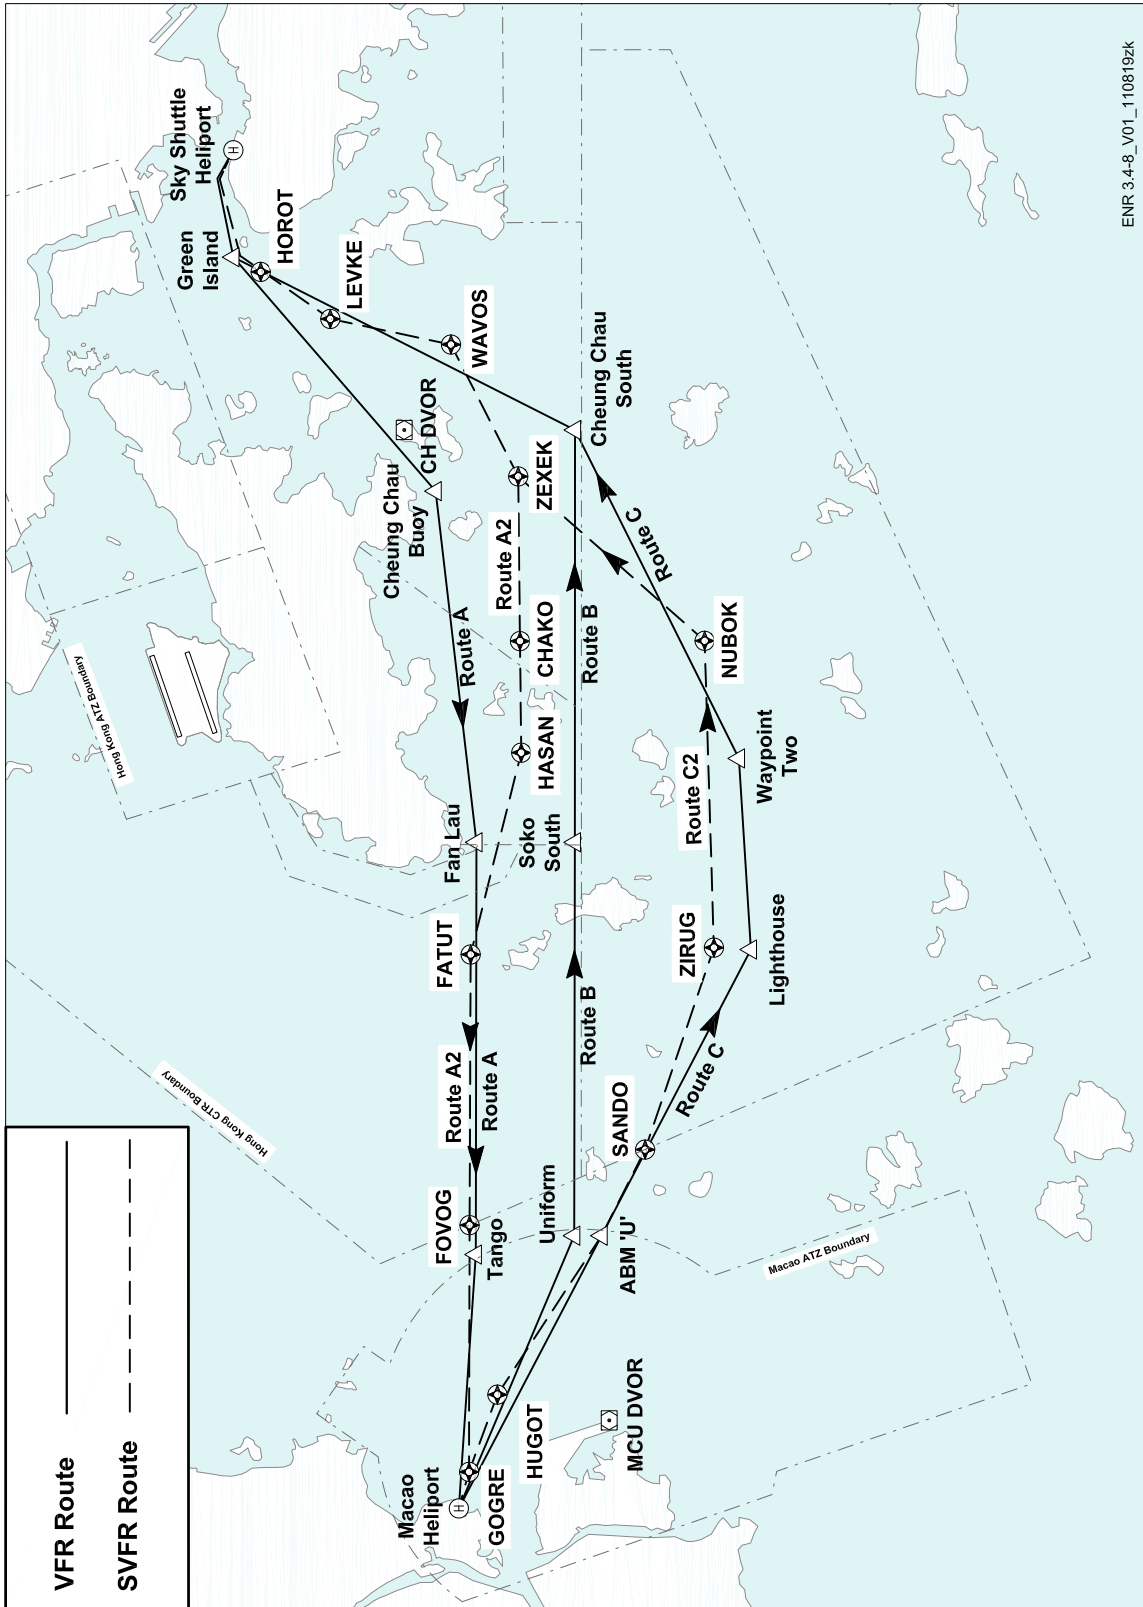 VFR Route
SVFR Route
Sky Shuttle
Heliport
Green
Island
HOROT
LEVKE
WAVOS
CH DVOR
Cheung Chau
Buoy
ZEXEK
Cheung Chau
South
Route A2
Route A
CHAKO
Route B
Route C
NUBOK
HASAN
Hong Kong ATZ Boundary
Fan Lau
Soko
South
Route C2
Waypoint
Two
FATUT
ZIRUG
Lighthouse
Route A2
Route A
Route B
Route C
SANDO
Hong Kong CTR Boundary
FOVOG
Tango
Uniform
ABM 'U'
Macao ATZ Boundary
HUGOT
MCU DVOR
Macao
Heliport
GOGRE
ENR 3.4-8_V01_110819zk